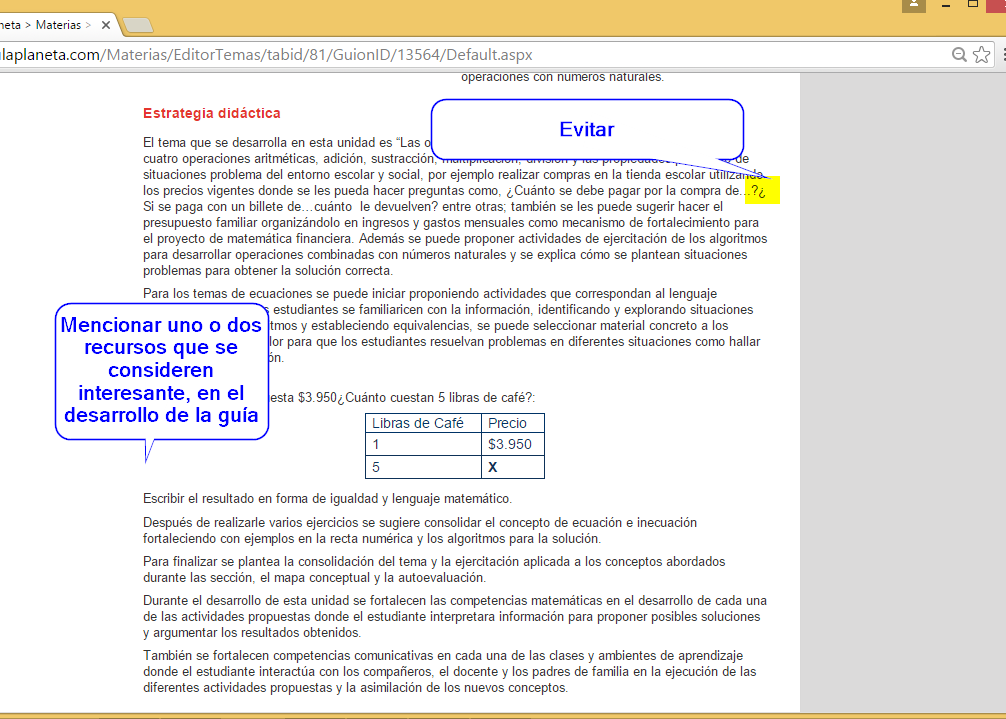 neta > Materias >
laplaneta.com/Materias/EditorTemas/tabid/81/GuionID/13564/Default.aspx
operaciones con números naturales.
Estrategia didáctica
Evitar
El tema que se desarrolla en esta unidad es “Las o
cuatro operaciones aritméticas, adición, sustracción, multiplicación, división y las propiedades de
situaciones problema del entorno escolar y social, por ejemplo realizar compras en la tienda escolar utilizando
los precios vigentes donde se les pueda hacer preguntas como, ¿Cuánto se debe pagar por la compra de...?¿
Si se paga con un billete de...cuánto le devuelven? entre otras; también se les puede sugerir hacer el
presupuesto familiar organizándolo en ingresos y gastos mensuales como mecanismo de fortalecimiento para
el proyecto de matemática financiera. Además se puede proponer actividades de ejercitación de los algoritmos
para desarrollar operaciones combinadas con números naturales y se explica cómo se plantean situaciones
problemas para obtener la solución correcta.
Para los temas de ecuaciones se puede iniciar proponiendo actividades que correspondan al lenguaje
s estudiantes se familiaricen con la información, identificando y explorando situaciones
tmos y estableciendo equivalencias, se puede seleccionar material concreto a los
lor para que los estudiantes resuelvan problemas en diferentes situaciones como hallar
ón.
Mencionar uno o dos
recursos que se
consideren
interesante, en el
desarrollo de la guía
esta $3.950¿Cuánto cuestan 5 libras de café?:
Libras de Café Precio
1 $3.950
5 X
Escribir el resultado en forma de igualdad y lenguaje matemático.
Después de realizarle varios ejercicios se sugiere consolidar el concepto de ecuación e inecuación
fortaleciendo con ejemplos en la recta numérica y los algoritmos para la solución.
Para finalizar se plantea la consolidación del tema y la ejercitación aplicada a los conceptos abordados
durante las sección, el mapa conceptual y la autoevaluación.
Durante el desarrollo de esta unidad se fortalecen las competencias matemáticas en el desarrollo de cada una
de las actividades propuestas donde el estudiante interpretara información para proponer posibles soluciones
y argumentar los resultados obtenidos.
También se fortalecen competencias comunicativas en cada una de las clases y ambientes de aprendizaje
donde el estudiante interactúa con los compañeros, el docente y los padres de familia en la ejecución de las
diferentes actividades propuestas y la asimilación de los nuevos conceptos.